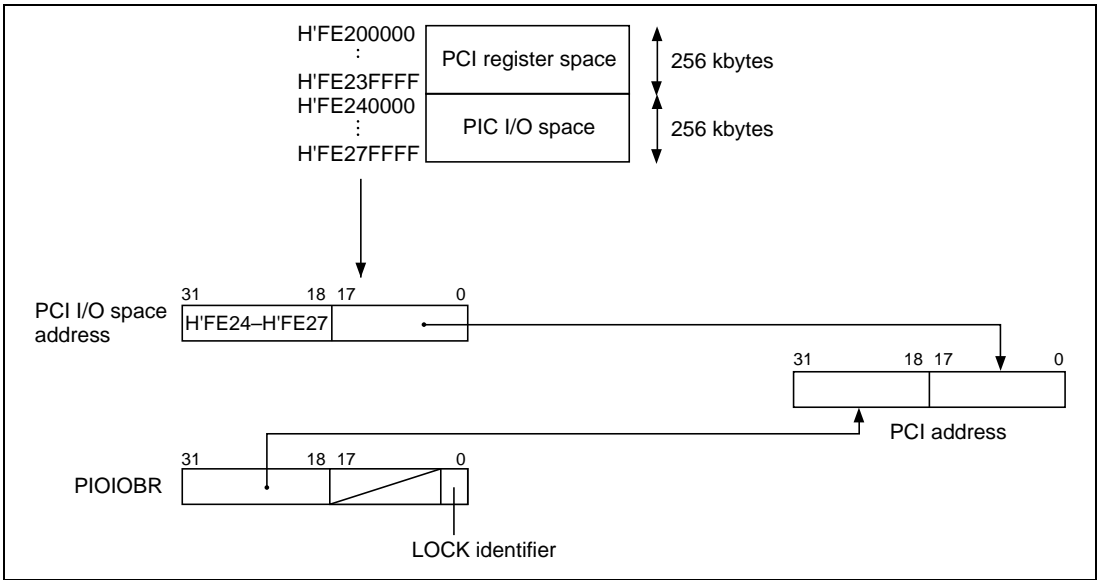 H'FE200000
⋮
H'FE23FFFF
H'FE240000
⋮
H'FE27FFFF
PCI register space
PIC I/O space
256 kbytes
256 kbytes
PCI I/O space
address
31 18 17 0
H'FE24–H'FE27
31 18 17 0
PCI address
PIOIOBR
31 18 17 0
LOCK identifier